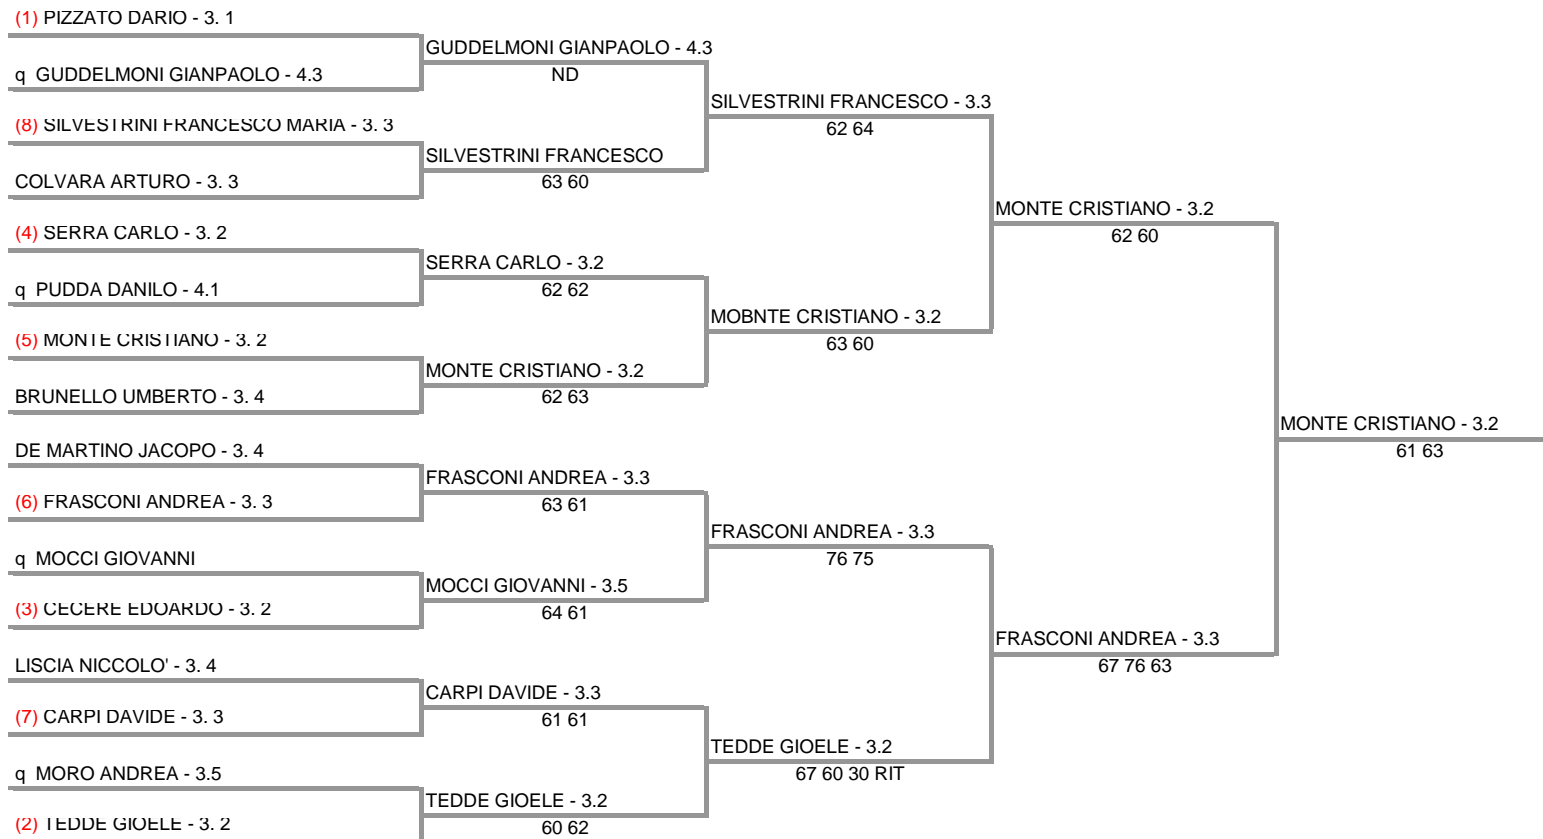 (1) PIZZATO DARIO - 3. 1
GUDDELMONI GIANPAOLO - 4.3
q GUDDELMONI GIANPAOLO - 4.3
ND
SILVESTRINI FRANCESCO - 3.3
(8) SILVESTRINI FRANCESCO MARIA - 3. 3
62 64
SILVESTRINI FRANCESCO
COLVARA ARTURO - 3. 3
63 60
MONTE CRISTIANO - 3.2
(4) SERRA CARLO - 3. 2
62 60
SERRA CARLO - 3.2
q PUDDA DANILO - 4.1
62 62
MOBNTE CRISTIANO - 3.2
(5) MONTE CRISTIANO - 3. 2
63 60
MONTE CRISTIANO - 3.2
BRUNELLO UMBERTO - 3. 4
62 63
MONTE CRISTIANO - 3.2
DE MARTINO JACOPO - 3. 4
61 63
FRASCONI ANDREA - 3.3
(6) FRASCONI ANDREA - 3. 3
63 61
FRASCONI ANDREA - 3.3
q MOCCI GIOVANNI
76 75
MOCCI GIOVANNI - 3.5
(3) CECERE EDOARDO - 3. 2
64 61
FRASCONI ANDREA - 3.3
LISCIA NICCOLO' - 3. 4
67 76 63
CARPI DAVIDE - 3.3
(7) CARPI DAVIDE - 3. 3
61 61
TEDDE GIOELE - 3.2
q MORO ANDREA - 3.5
67 60 30 RIT
TEDDE GIOELE - 3.2
(2) TEDDE GIOELE - 3. 2
60 62